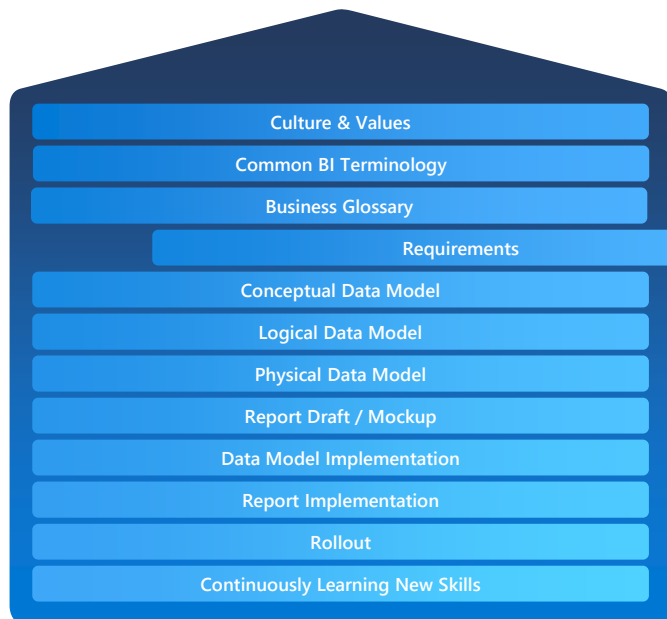 Culture & Values
Common BI Terminology
Business Glossary
Requirements
Conceptual Data Model
Logical Data Model
Physical Data Model
Report Draft / Mockup
Data Model Implementation
Report Implementation
Rollout
Continuously Learning New Skills